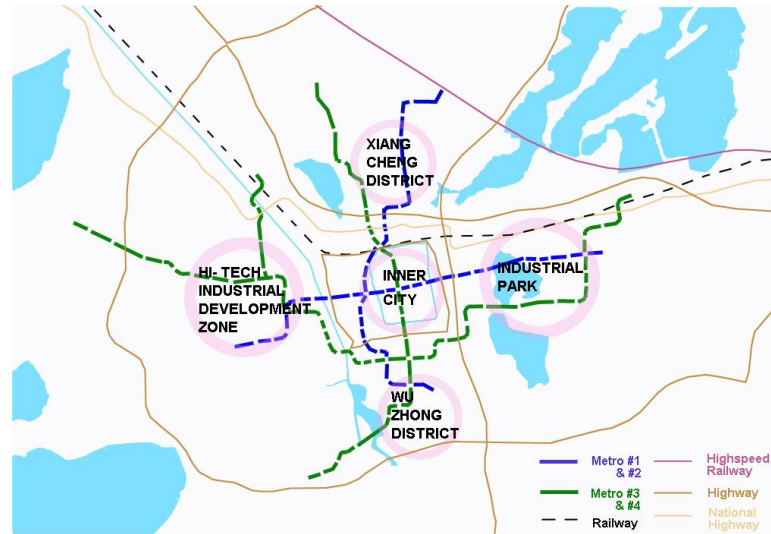 XIANG
CHENG
DISTRICT
HI- TECH
INDUSTRIAL
DEVELOPMENT
ZONE
INNER
CITY
INDUSTRIAL
PARK
WU
ZHONG
DISTRICT
Metro #1
& #2
Highspeed
Railway
Metro #3
& #4
Highway
Railway
National
Highway